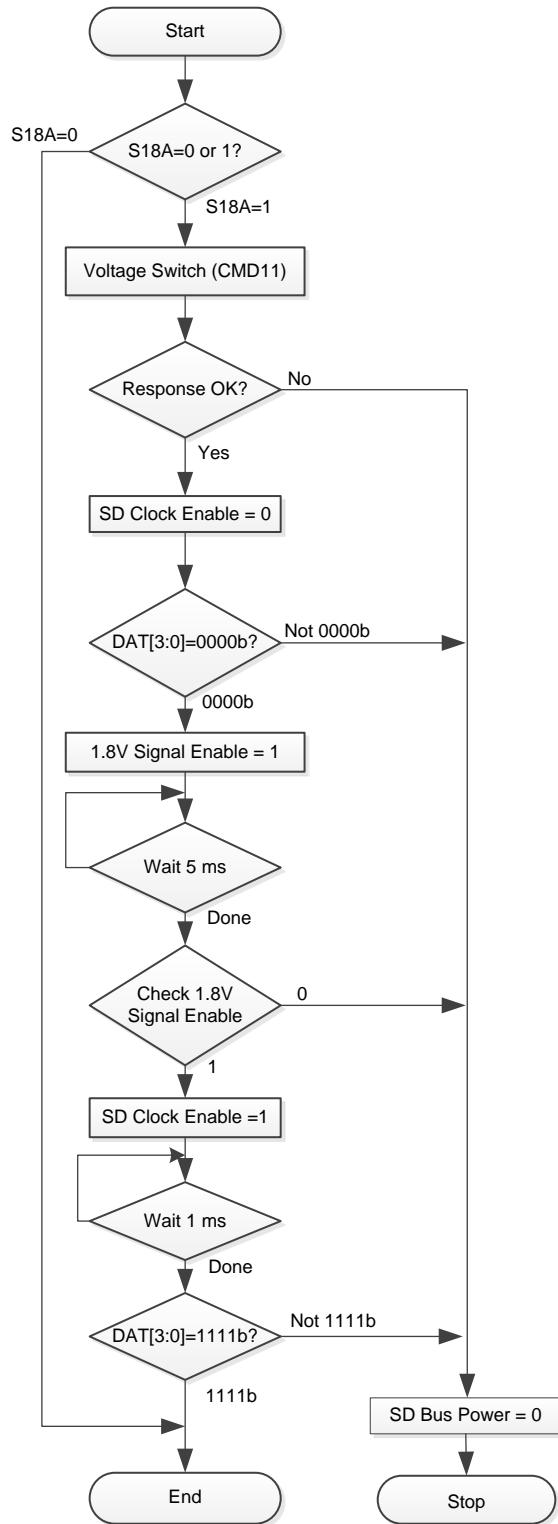 Start
S18A=0
S18A=0 or 1?
S18A=1
Voltage Switch (CMD11)
Response OK?
No
Yes
SD Clock Enable = 0
DAT[3:0]=0000b?
Not 0000b
0000b
1.8V Signal Enable = 1
Wait 5 ms
Done
Check 1.8V
Signal Enable
0
1
SD Clock Enable =1
Wait 1 ms
Done
DAT[3:0]=1111b?
Not 1111b
1111b
SD Bus Power = 0
End
Stop